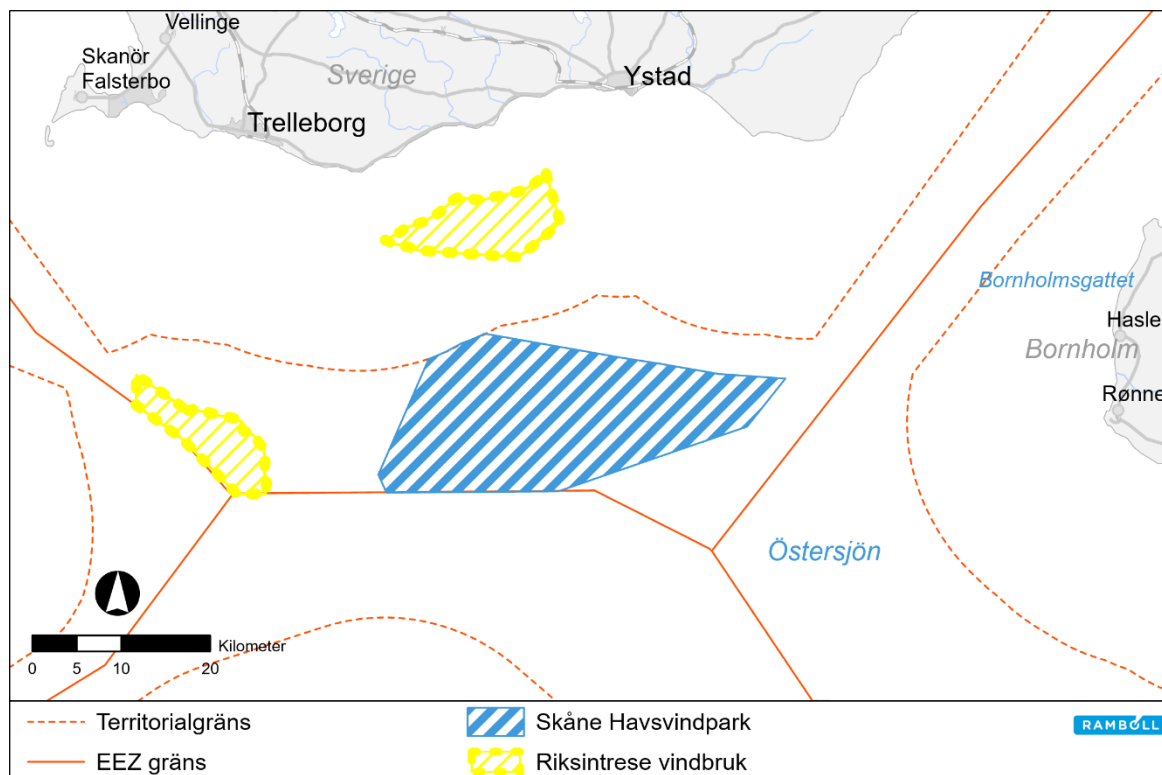 Vellinge
Skanör
Falsterbo
Sverige
Ystad
Trelleborg
Bornholmsgattet
Hasle
Bornholm
Rønne
Östersjön
Kilometer
0 5 10 20
Territorialgräns
Skåne Havsvindpark
RAMBOLL
EEZ gräns
Riksintrese vindbruk